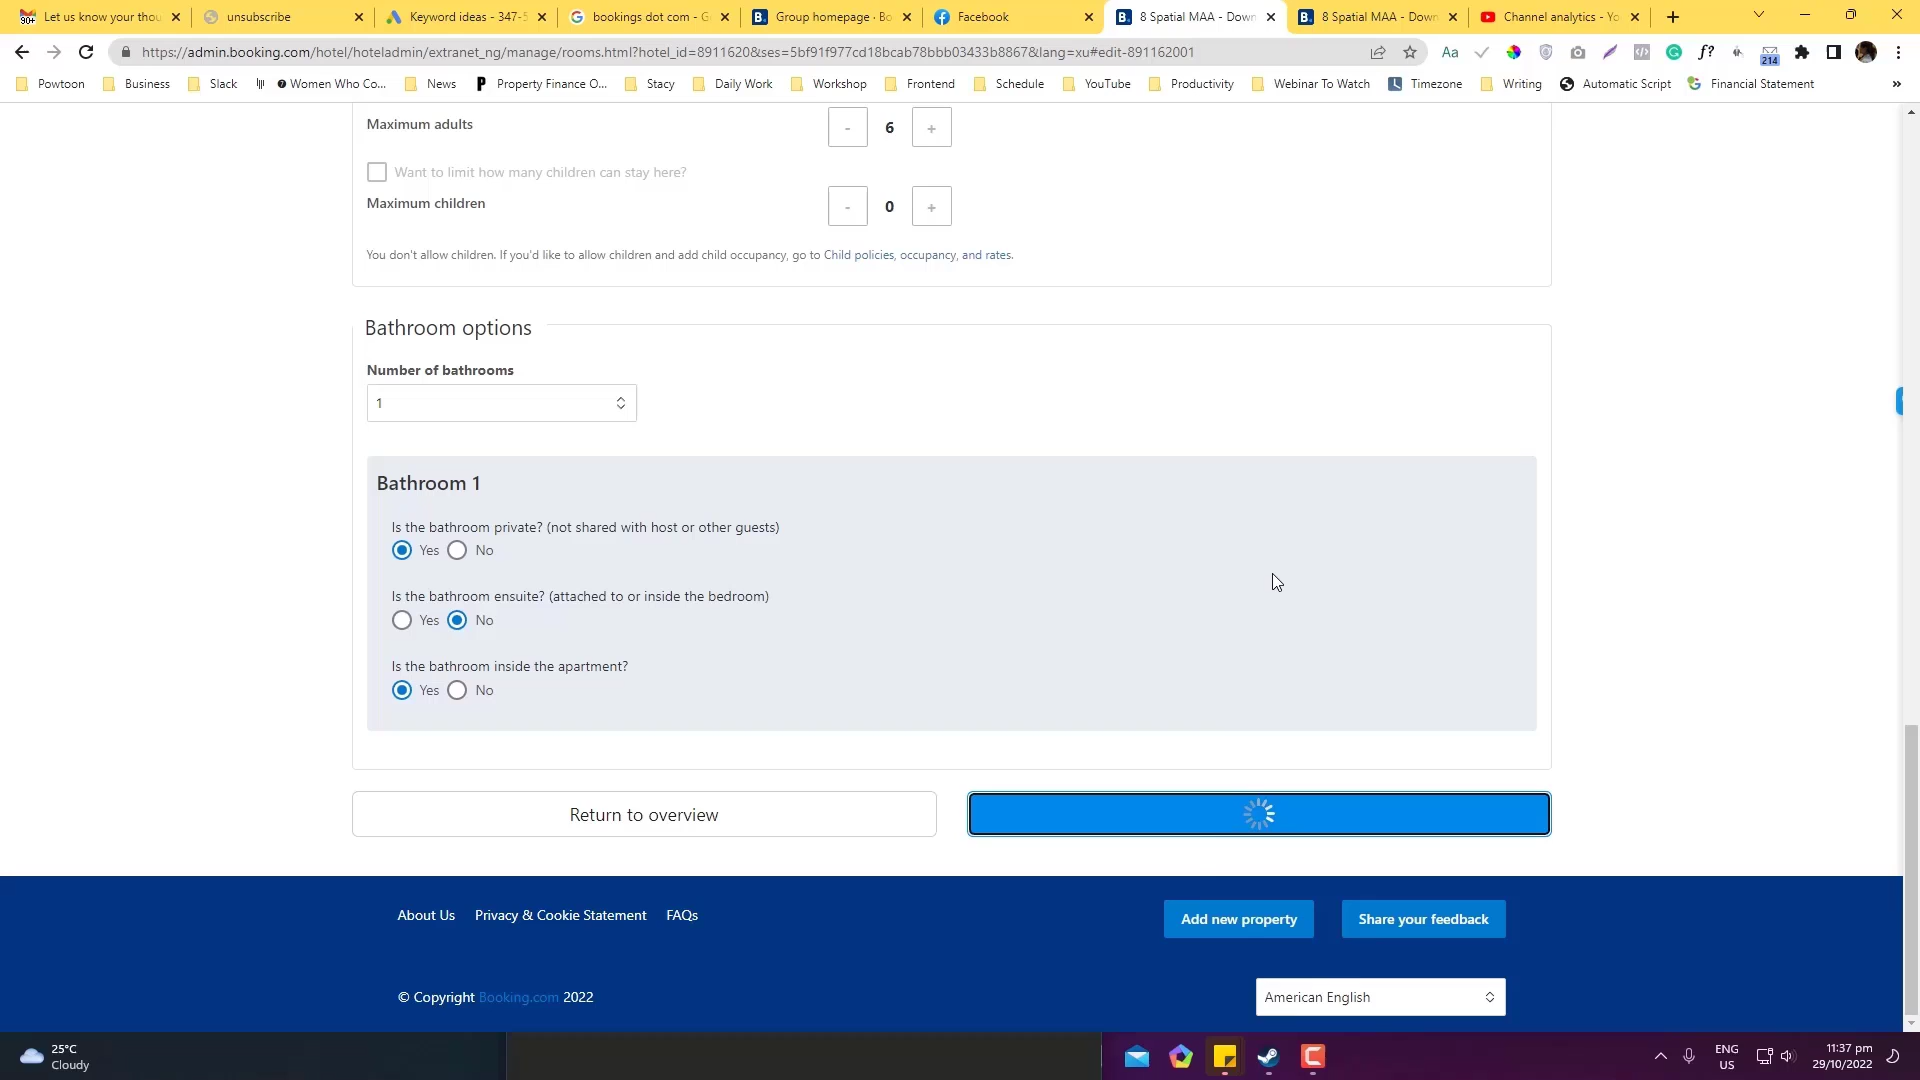 Let us know your thou
unsubscribe
Keyword ideas - 347-5
bookings dot com - G
Group homepage · Bo
Facebook
8 Spatial MAA - Down
8 Spatial MAA - Down
Channel analytics - Yo
https://admin.booking.com/hotel/hoteladmin/extranet_ng/manage/rooms.html?hotel_id=8911620&ses=5bf91f977cd18bcab78bbb03433b8867&lang=xu#edit-891162001
214
Powtoon
Business
Slack
Women Who Co...
News
Property Finance O...
Stacy
Daily Work
Workshop
Frontend
Schedule
YouTube
Productivity
Webinar To Watch
Timezone
Writing
Automatic Script
Financial Statement
»
Maximum adults
- 6 +
Want to limit how many children can stay here?
Maximum children
- 0 +
You don't allow children. If you'd like to allow children and add child occupancy, go to Child policies, occupancy, and rates.
Bathroom options
Number of bathrooms
1
Bathroom 1
Is the bathroom private? (not shared with host or other guests)
Yes No
Is the bathroom ensuite? (attached to or inside the bedroom)
Yes No
Is the bathroom inside the apartment?
Yes No
Return to overview
About Us Privacy & Cookie Statement FAQs
Add new property
Share your feedback
© Copyright Booking.com 2022
American English
25°C
Cloudy
ENG
US
11:37 pm
29/10/2022